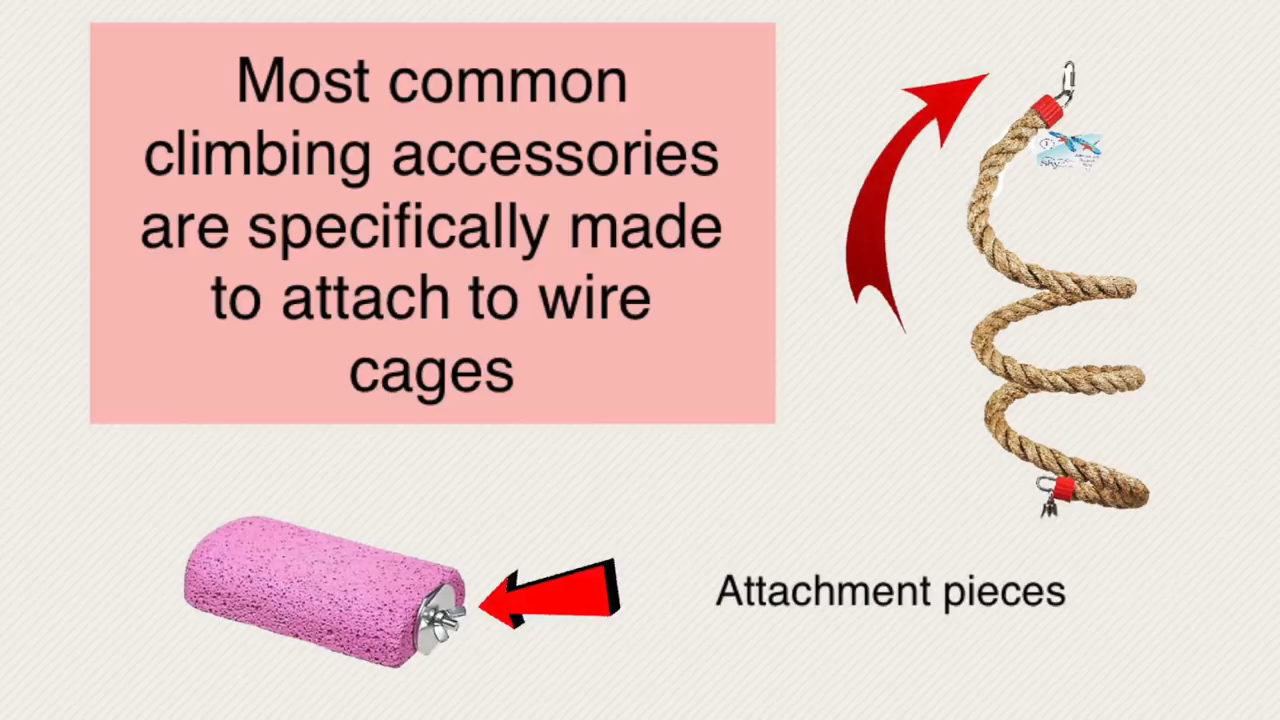 Most common
climbing accessories
are specifically made
to attach to wire
cages
Attachment pieces